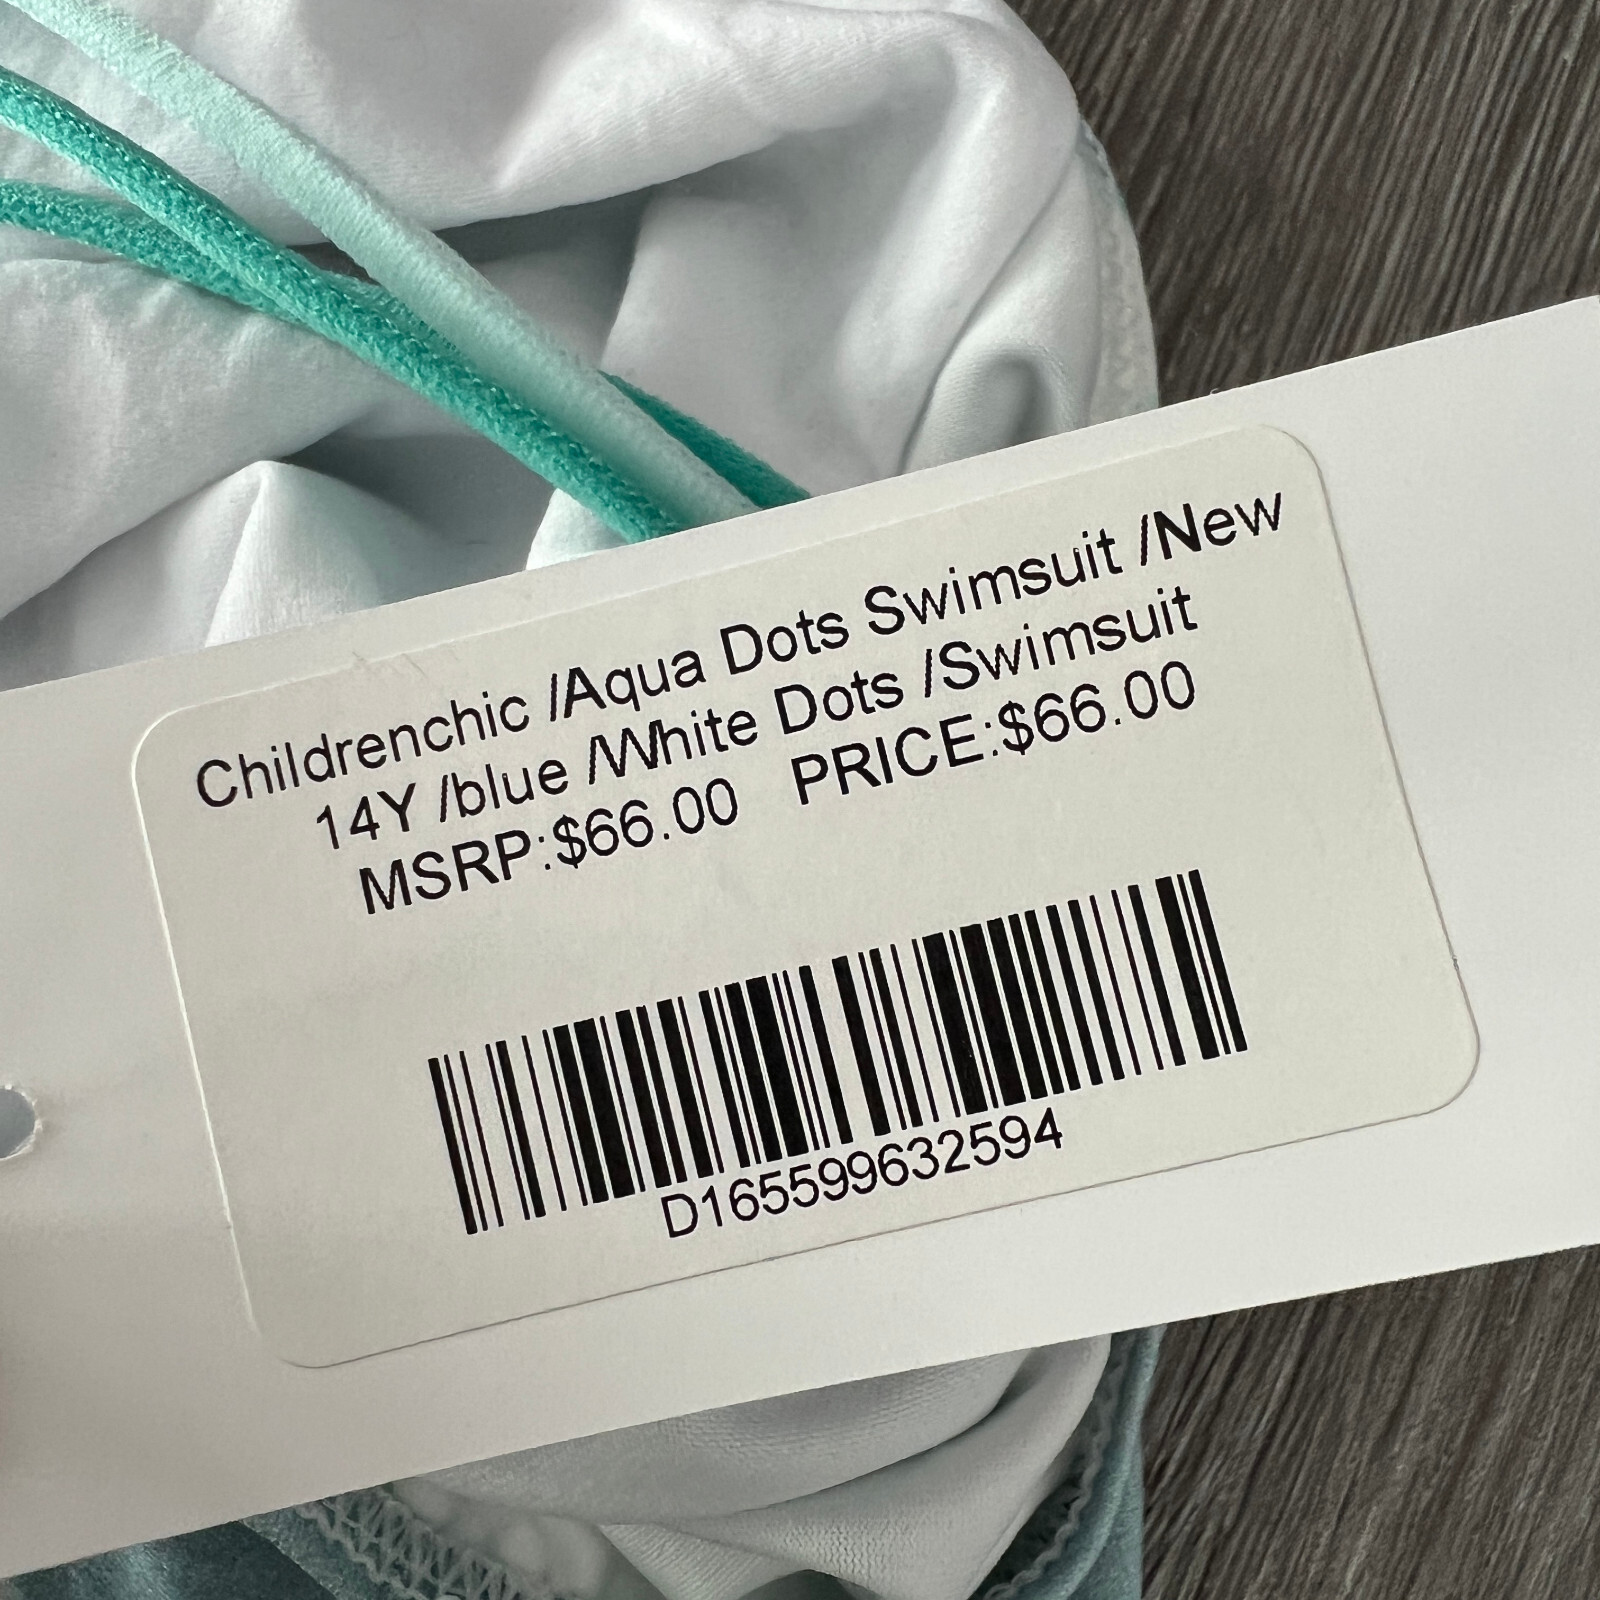 Childrenchic /Aqua Dots Swimsuit /New
14Y /blue /White Dots /Swimsuit
MSRP:$66.00 PRICE:$66.00
D165599632594